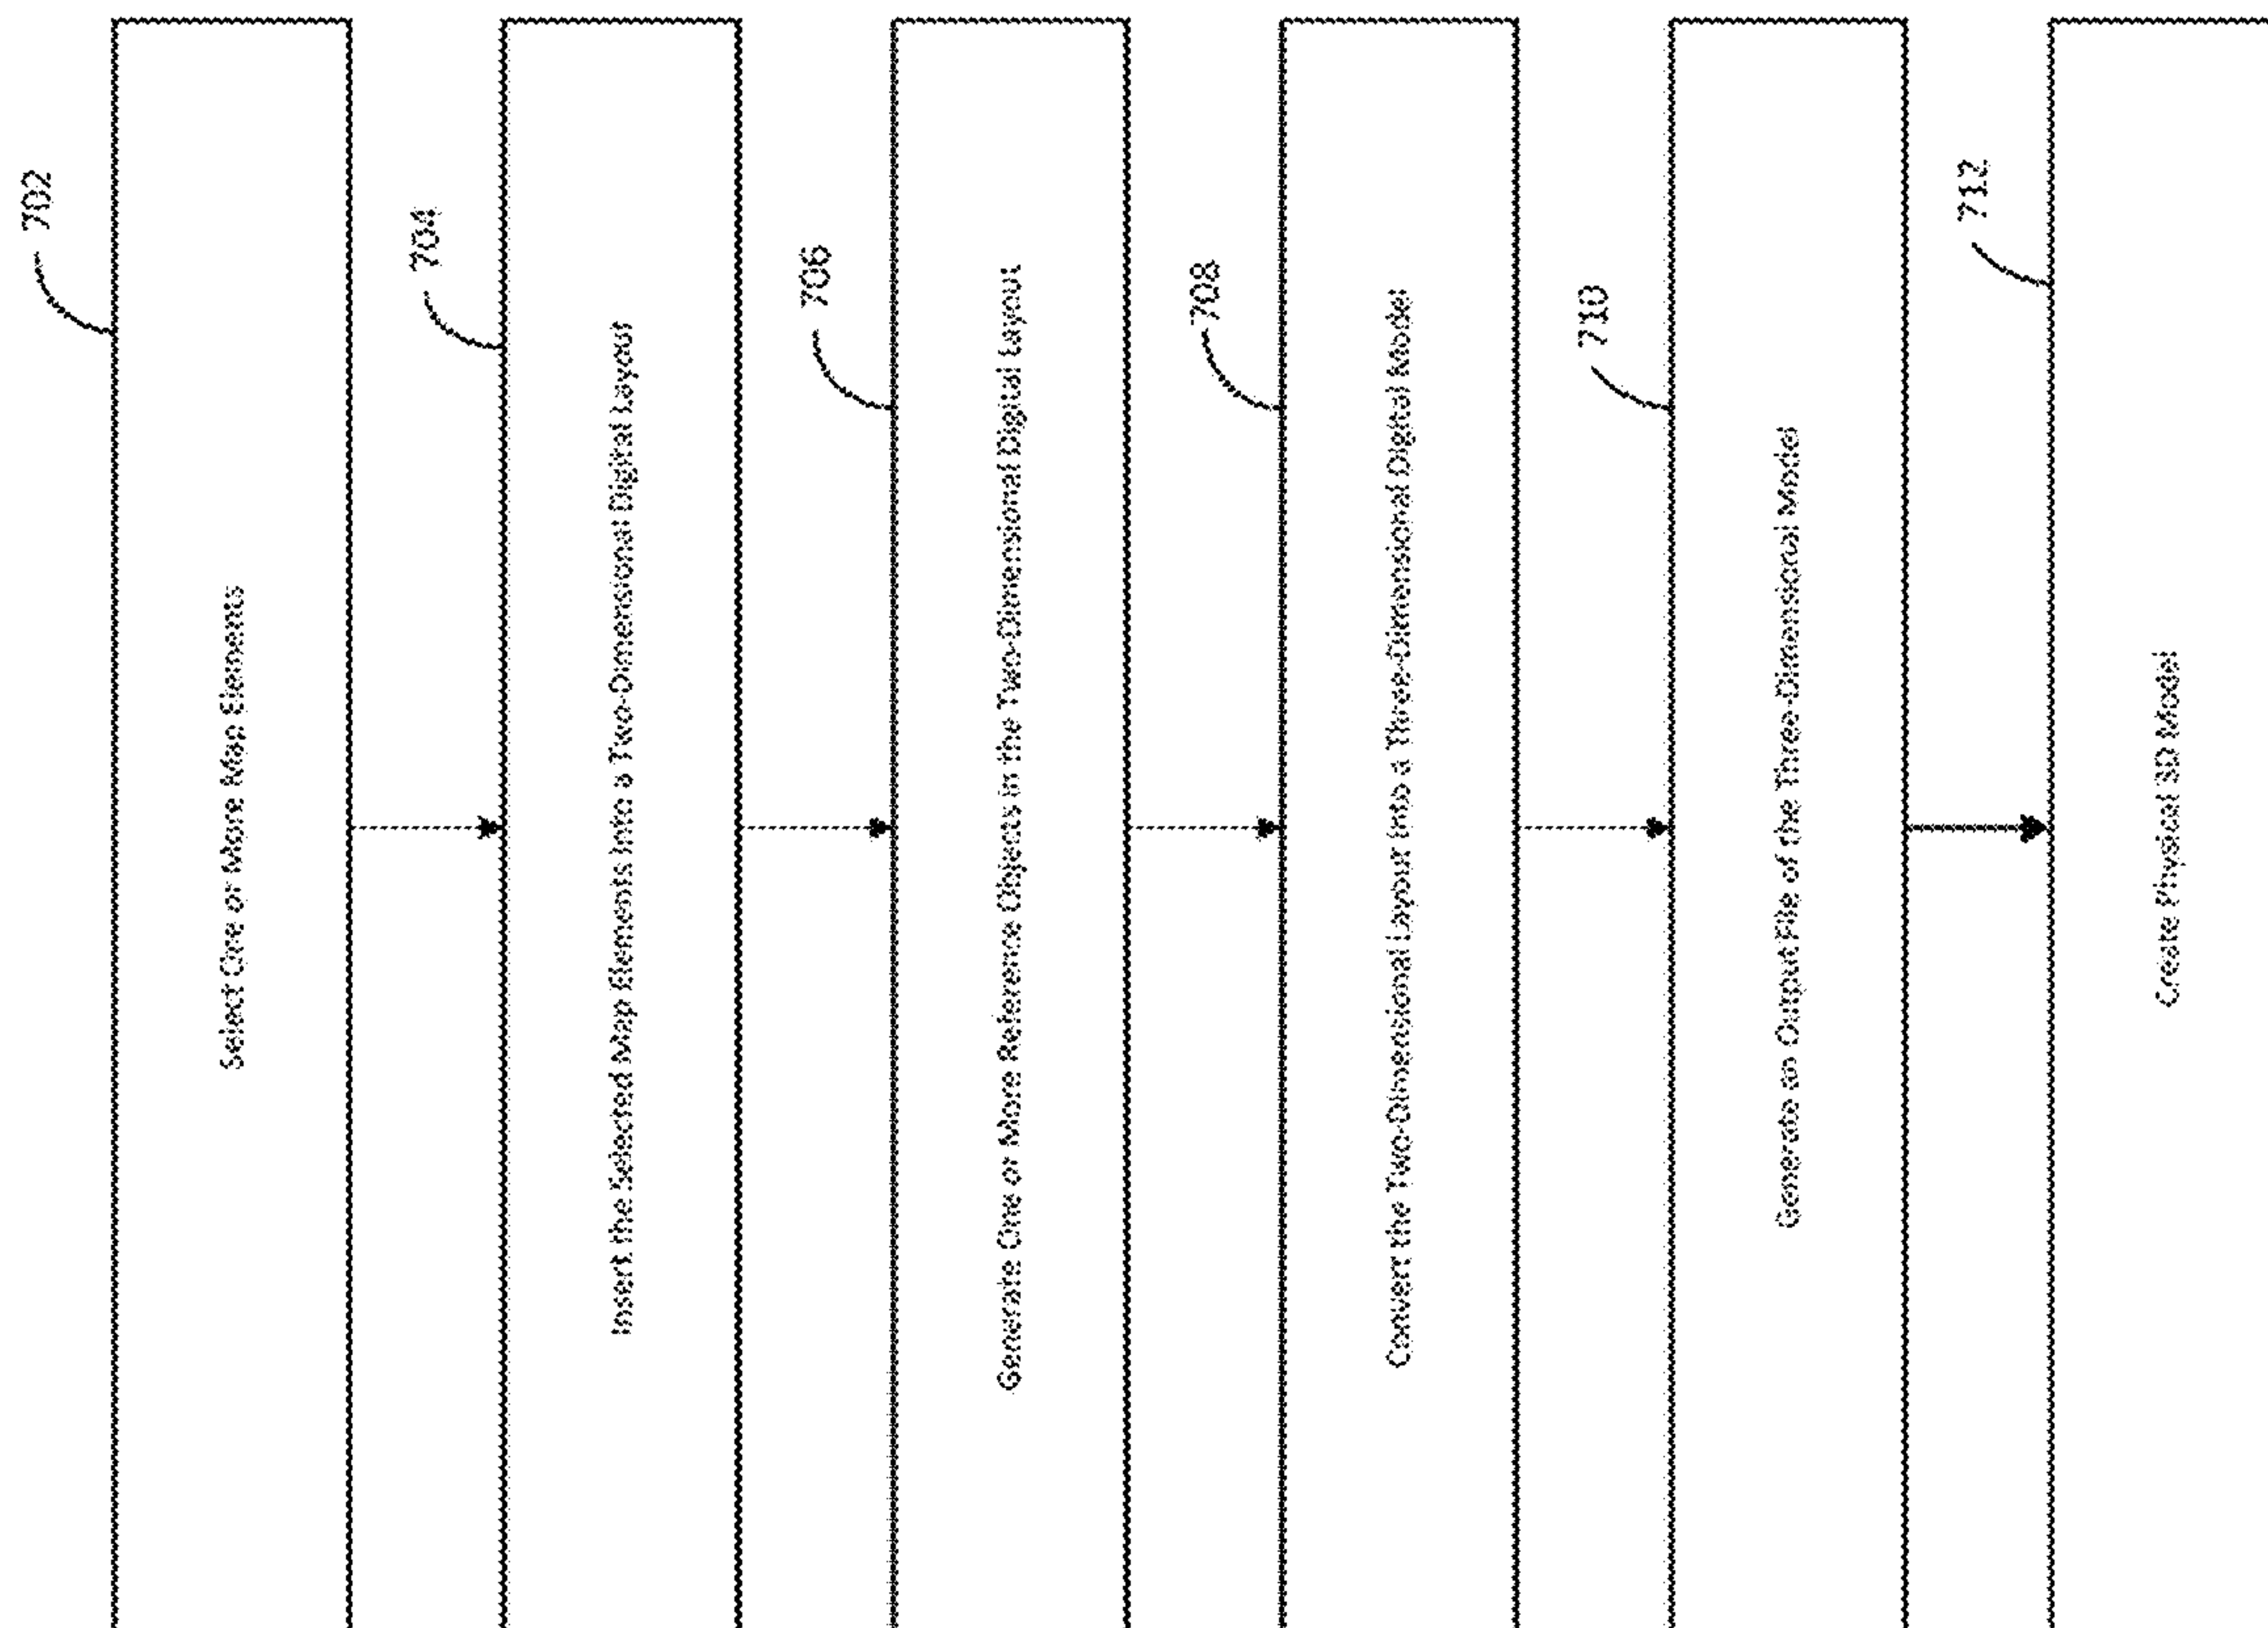 702
Select One or More Map Elements
704
Insert the Selected Map Elements into a Two-Dimensional Digital Layout
706
Generate One or More Reference Objects in the Two-Dimensional Digital Layout
708
Convert the Two-Dimensional Layout into a Three-Dimensional Digital Model
710
Generate an Output File of the Three-Dimensional Model
712
Create Physical 3D Model